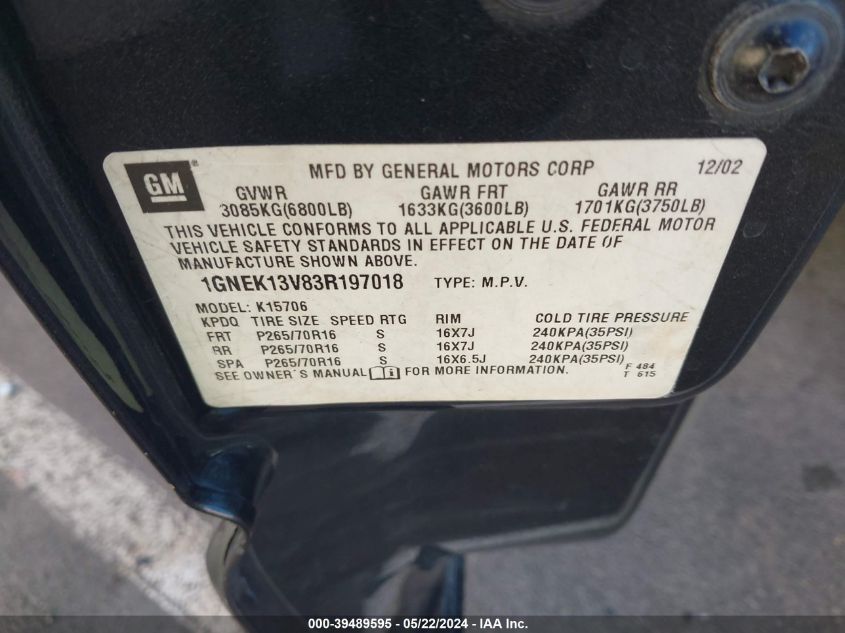 GM
MFD BY GENERAL MOTORS CORP 12/02
GVWR GAWR FRT GAWR RR
3085KG(6800LB) 1633KG(3600LB) 1701KG(3750LB)
THIS VEHICLE CONFORMS TO ALL APPLICABLE U.S. FEDERAL MOTOR
VEHICLE SAFETY STANDARDS IN EFFECT ON THE DATE OF
MANUFACTURE SHOWN ABOVE.
1GNEK13V83R197018 TYPE: M.P.V.
MODEL: K15706
KPDQ TIRE SIZE SPEED RTG RIM COLD TIRE PRESSURE
FRT P265/70R16 S 16X7J 240KPA(35PSI)
RR P265/70R16 S 16X7J 240KPA(35PSI)
SPA P265/70R16 S 16X6.5J 240KPA(35PSI)
SEE OWNER'S MANUAL FOR MORE INFORMATION.
F 484
T 615
000-39489595 - 05/22/2024 - IAA Inc.